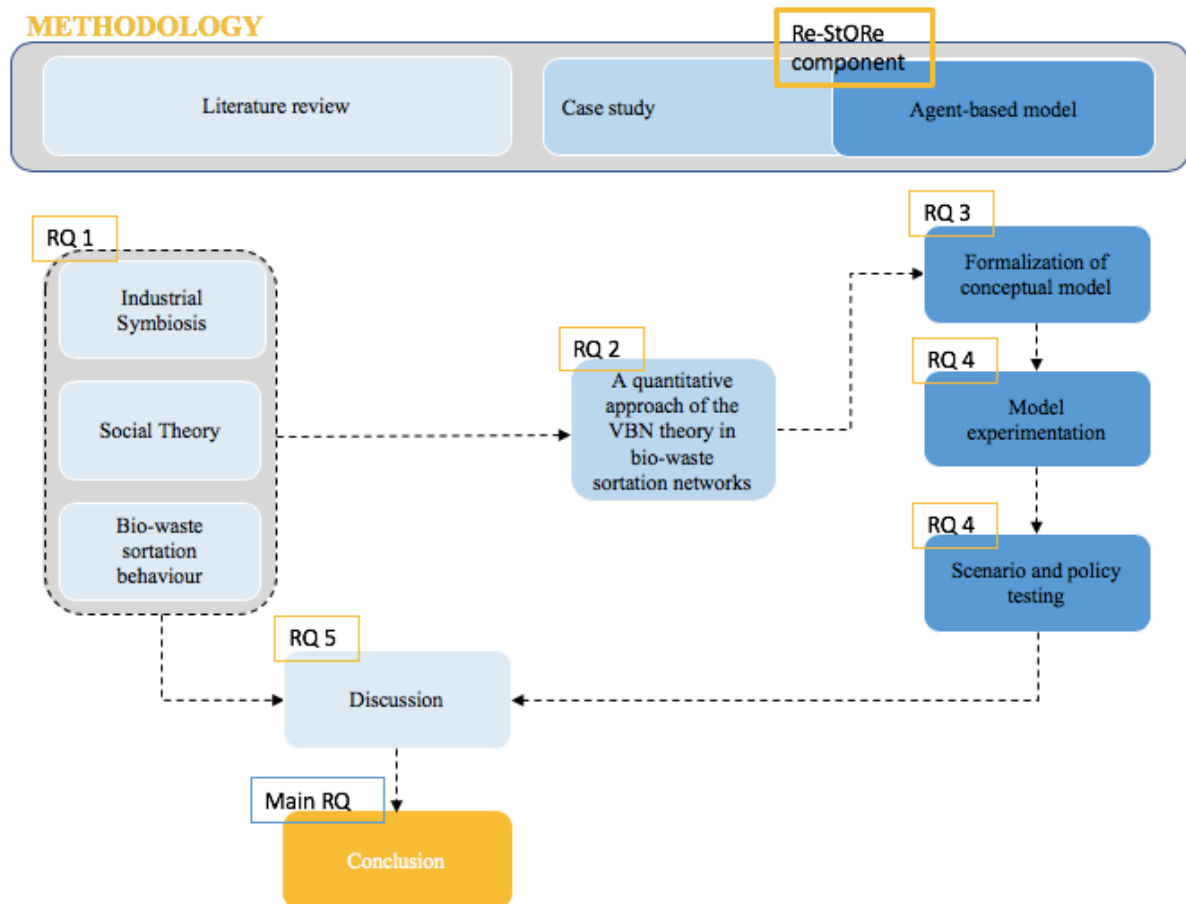 METHODOLOGY
Re-StORe
component
Literature review
Case study
Agent-based model
RQ 1
Industrial
Symbiosis
Social Theory
Bio-waste
sortation
behaviour
RQ 2
A quantitative
approach of the
VBN theory in
bio-waste
sortation networks
RQ 3
Formalization of
conceptual model
RQ 4
Model
experimentation
RQ 4
Scenario and policy
testing
RQ 5
Discussion
Main RQ
Conclusion